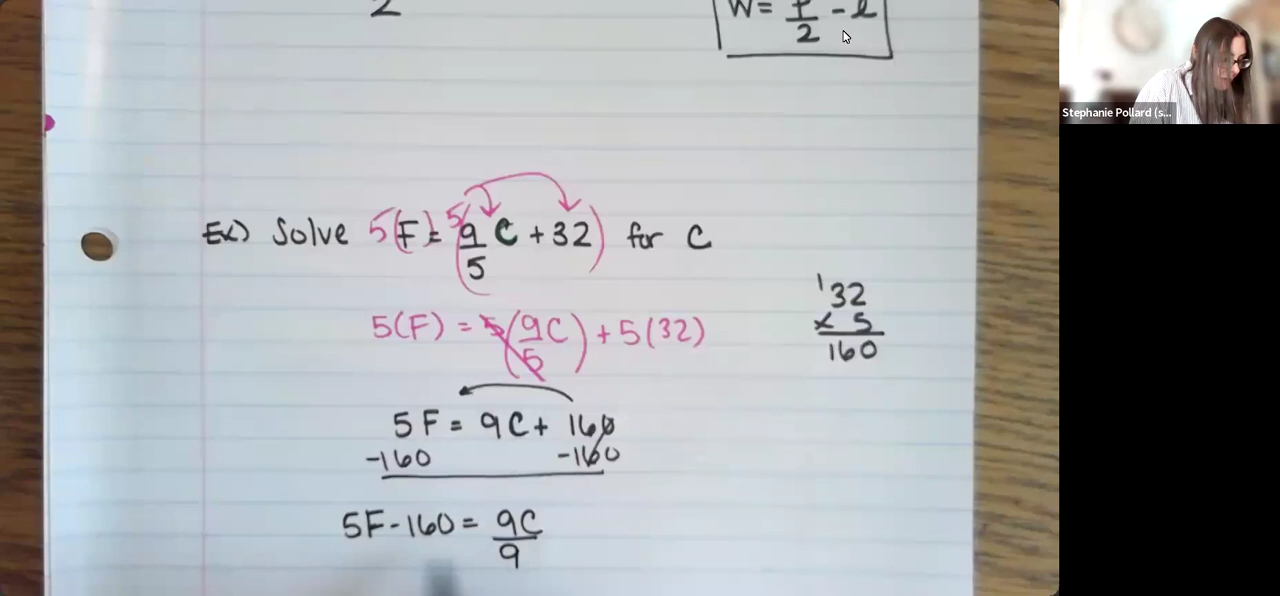 2
W = P/2 - l
Ex) Solve 5(F) = 5(9/5 C + 32) for C
5(F) = 5(9C/5) + 5(32)
1 32
x 5
160
5F = 9C + 160
-160 -160
5F - 160 = 9C/9
Stephanie Pollard (s...